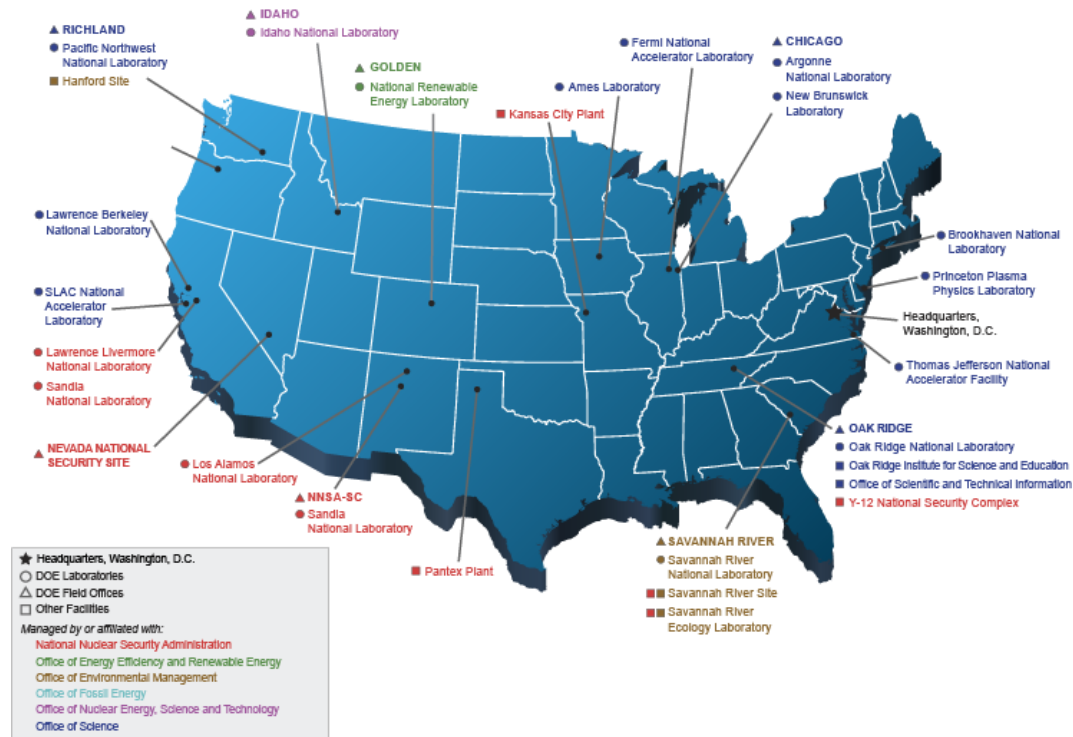 RICHLAND
Pacific Northwest
National Laboratory
Hanford Site
IDAHO
Idaho National Laboratory
GOLDEN
National Renewable
Energy Laboratory
Kansas City Plant
Ames Laboratory
Fermi National
Accelerator Laboratory
CHICAGO
Argonne
National Laboratory
New Brunswick
Laboratory
Lawrence Berkeley
National Laboratory
SLAC National
Accelerator
Laboratory
Lawrence Livermore
National Laboratory
Sandia
National Laboratory
NEVADA NATIONAL
SECURITY SITE
Los Alamos
National Laboratory
NNSA-SC
Sandia
National Laboratory
Pantex Plant
Brookhaven National
Laboratory
Princeton Plasma
Physics Laboratory
Headquarters,
Washington, D.C.
Thomas Jefferson National
Accelerator Facility
OAK RIDGE
Oak Ridge National Laboratory
Oak Ridge Institute for Science and Education
Office of Scientific and Technical Information
Y-12 National Security Complex
SAVANNAH RIVER
Savannah River
National Laboratory
Savannah River Site
Savannah River
Ecology Laboratory
Headquarters, Washington, D.C.
DOE Laboratories
DOE Field Offices
Other Facilities
Managed by or affiliated with:
National Nuclear Security Administration
Office of Energy Efficiency and Renewable Energy
Office of Environmental Management
Office of Fossil Energy
Office of Nuclear Energy, Science and Technology
Office of Science